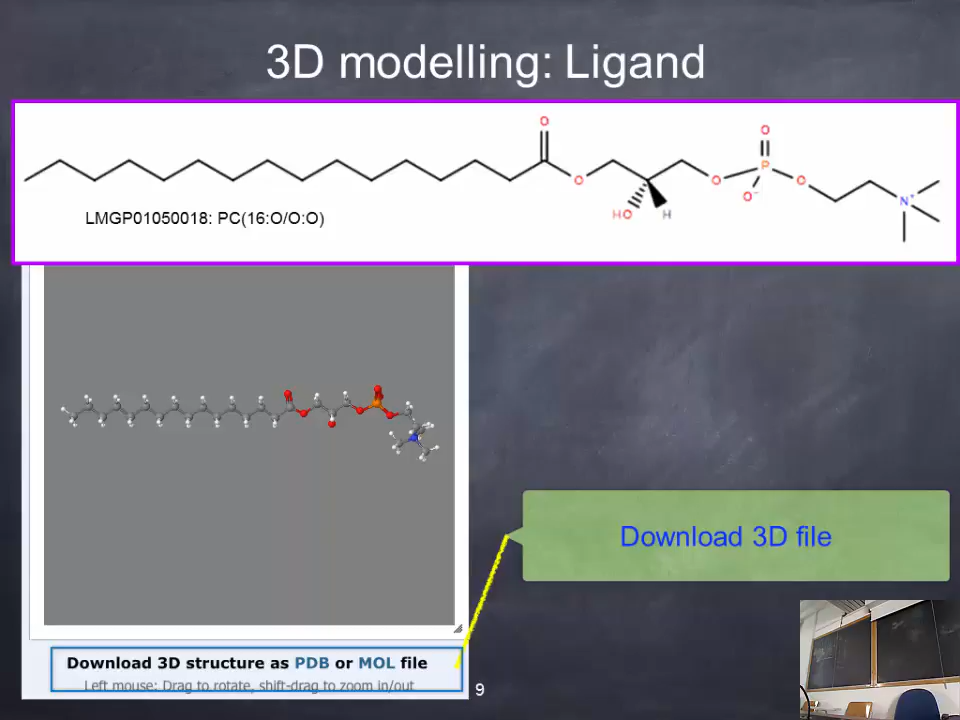 3D modelling: Ligand
O
O
O
HO
H
O
O
P
O⁻
O
N⁺
LMGP01050018: PC(16:O/O:O)
Download 3D file
Download 3D structure as PDB or MOL file
Left mouse: Drag to rotate, shift-drag to zoom in/out
9